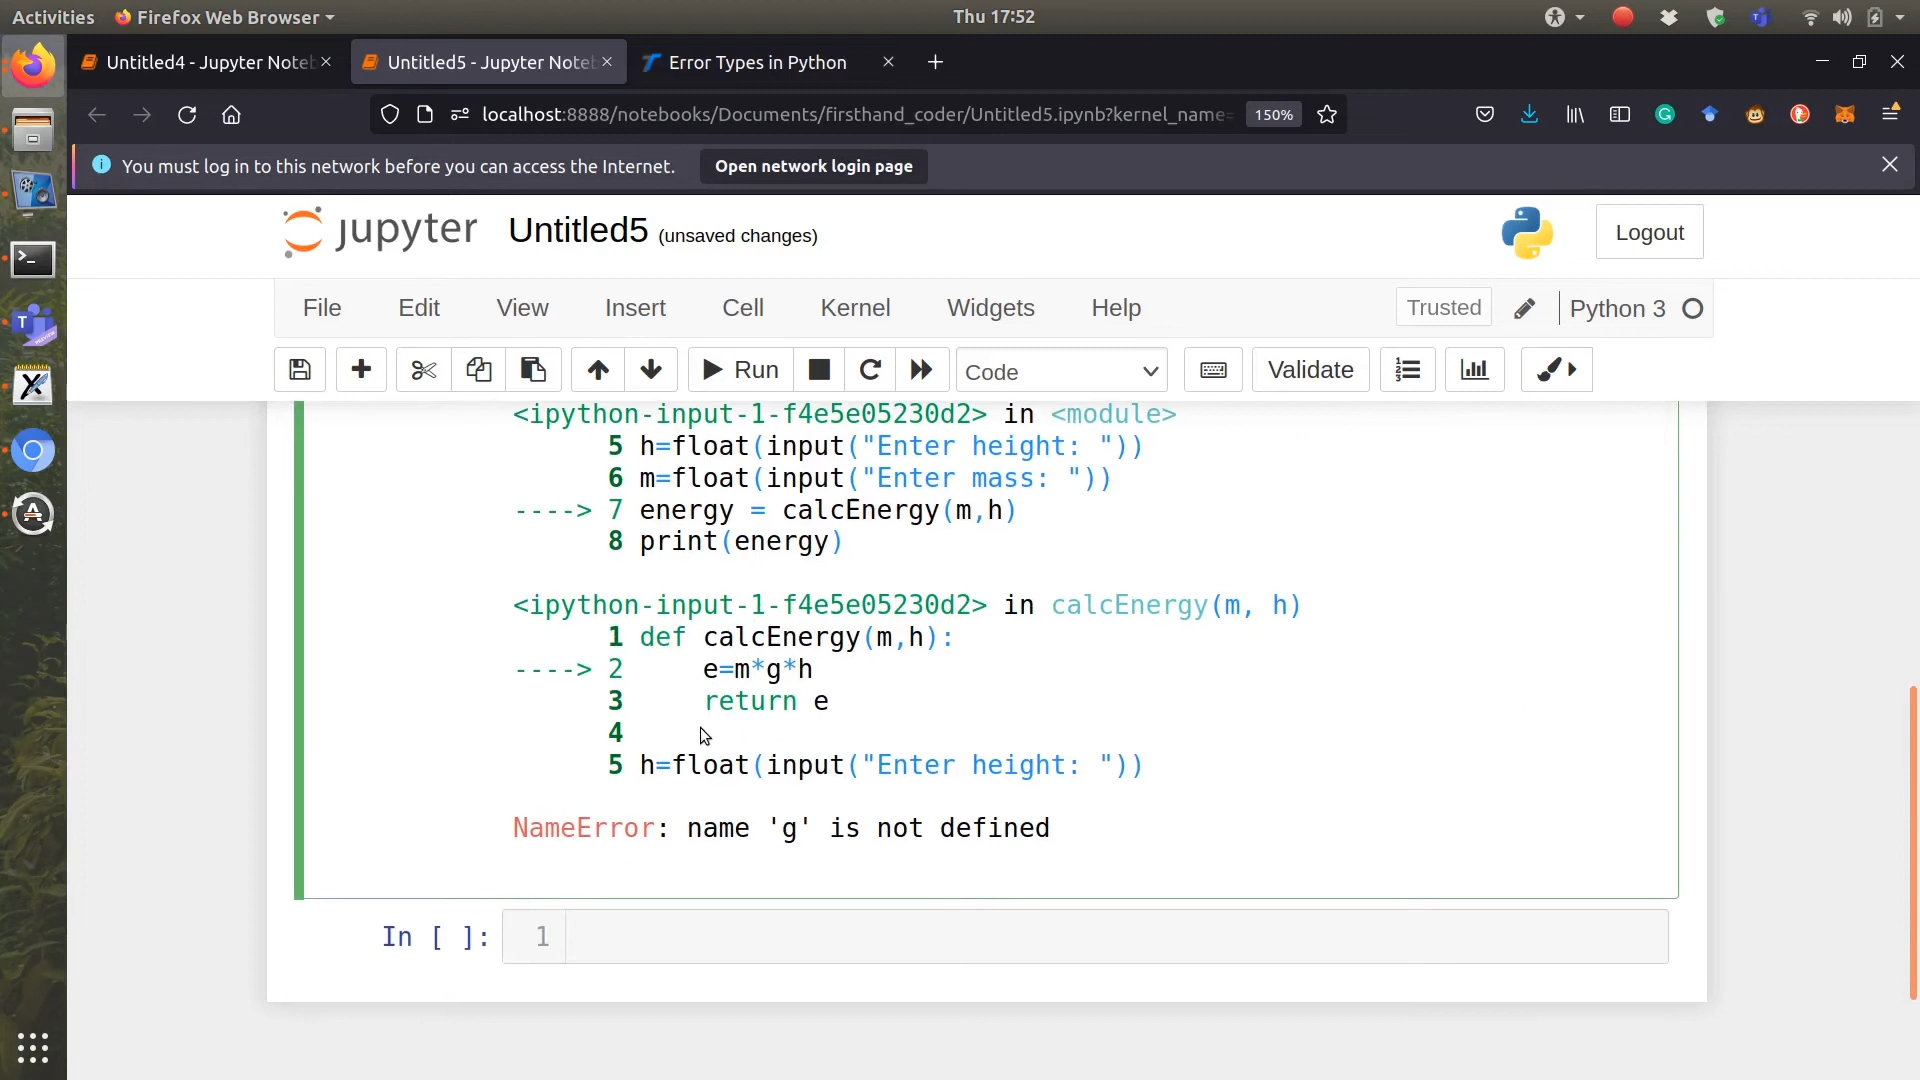 Activities Firefox Web Browser Thu 17:52
Untitled4 - Jupyter Noteb Untitled5 - Jupyter Note Error Types in Python
localhost:8888/notebooks/Documents/firsthand_coder/Untitled5.ipynb?kernel_name= 150%
You must log in to this network before you can access the Internet. Open network login page
jupyter Untitled5 (unsaved changes) Logout
File Edit View Insert Cell Kernel Widgets Help Trusted Python 3
Run Code Validate
<ipython-input-1-f4e5e05230d2> in <module>
5 h=float(input("Enter height: "))
6 m=float(input("Enter mass: "))
----> 7 energy = calcEnergy(m,h)
8 print(energy)
<ipython-input-1-f4e5e05230d2> in calcEnergy(m, h)
1 def calcEnergy(m,h):
----> 2     e=m*g*h
3     return e
4
5 h=float(input("Enter height: "))
NameError: name 'g' is not defined
In [ ]: 1